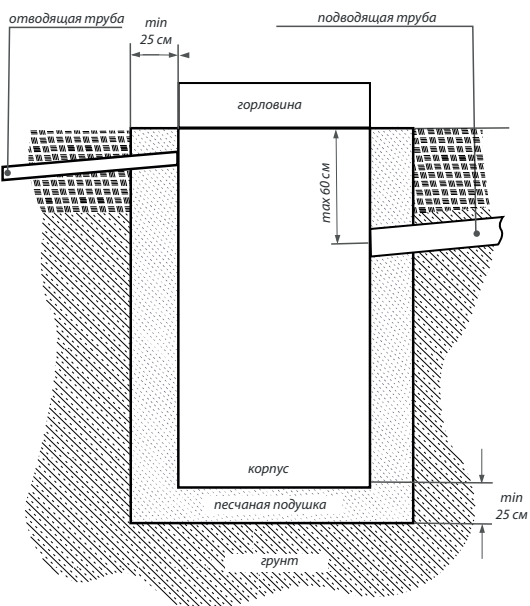 отводящая труба
min
25 см
подводящая труба
горловина
max 60 см
корпус
песчаная подушка
min
25 см
грунт